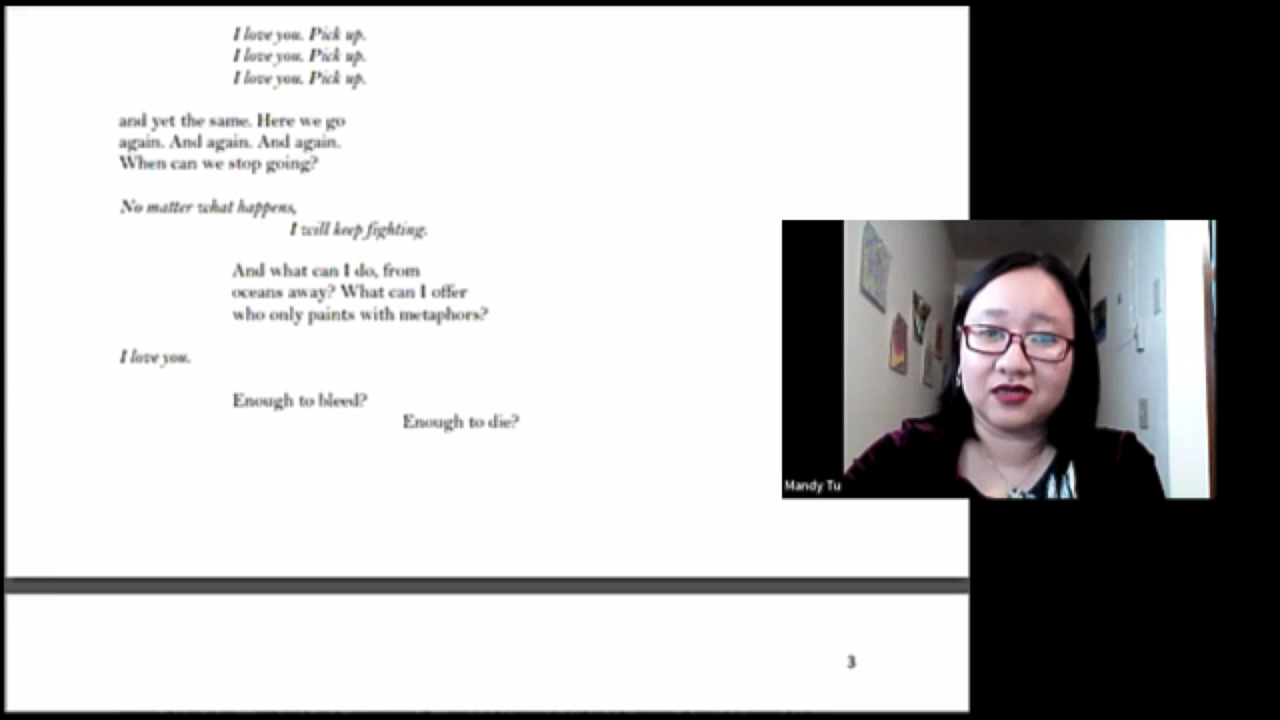 I love you. Pick up.
I love you. Pick up.
I love you. Pick up.
and yet the same. Here we go
again. And again. And again.
When can we stop going?
No matter what happens,
I will keep fighting.
And what can I do, from
oceans away? What can I offer
who only paints with metaphors?
I love you.
Enough to bleed?
Enough to die?
Mandy Tu
3